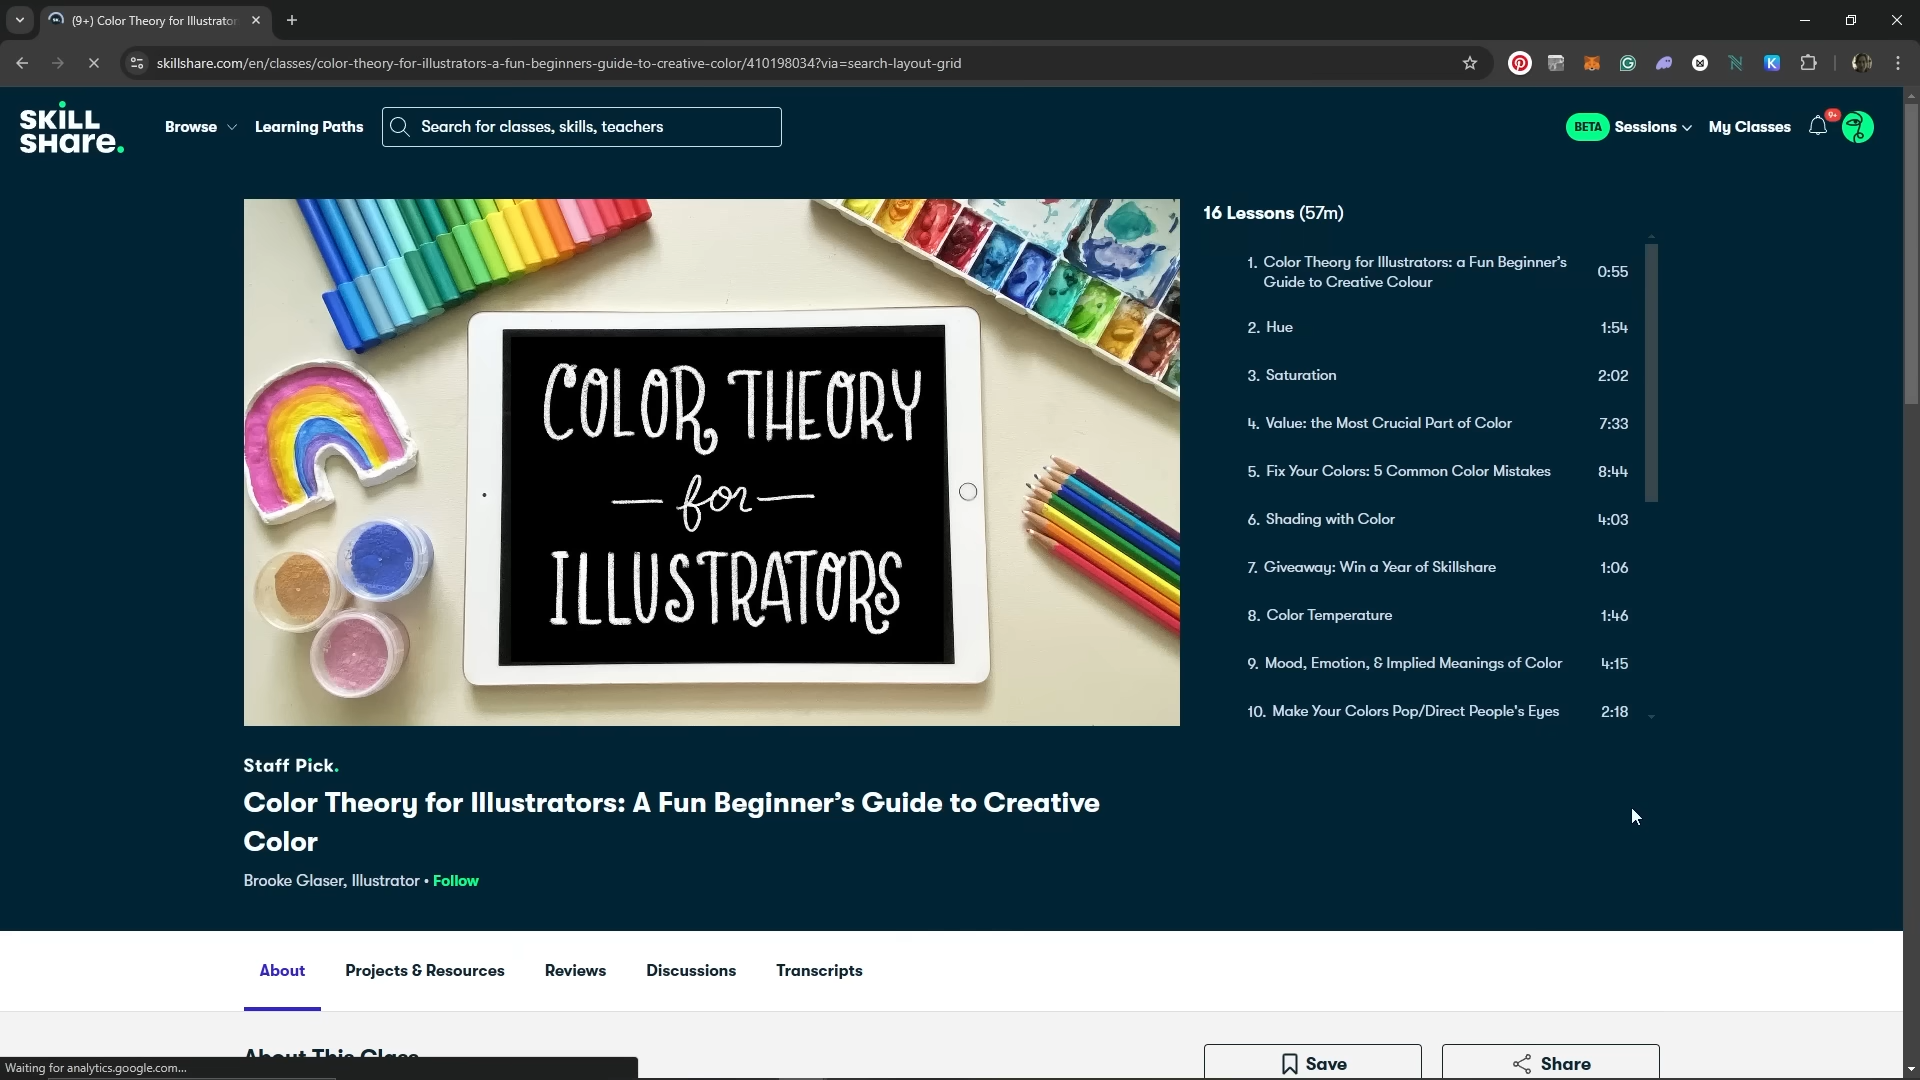 (9+) Color Theory for Illustrator
skillshare.com/en/classes/color-theory-for-illustrators-a-fun-beginners-guide-to-creative-color/410198034?via=search-layout-grid
SKILL
SHARE.
Browse
Learning Paths
Search for classes, skills, teachers
BETA
Sessions
My Classes
9+
COLOR THEORY
for
ILLUSTRATORS
16 Lessons (57m)
1. Color Theory for Illustrators: a Fun Beginner's
Guide to Creative Colour
0:55
2. Hue 1:54
3. Saturation 2:02
4. Value: the Most Crucial Part of Color 7:33
5. Fix Your Colors: 5 Common Color Mistakes 8:44
6. Shading with Color 4:03
7. Giveaway: Win a Year of Skillshare 1:06
8. Color Temperature 1:46
9. Mood, Emotion, & Implied Meanings of Color 4:15
10. Make Your Colors Pop/Direct People's Eyes 2:18
Staff Pick.
Color Theory for Illustrators: A Fun Beginner's Guide to Creative
Color
Brooke Glaser, Illustrator • Follow
About
Projects & Resources
Reviews
Discussions
Transcripts
About This Class
Save
Share
Waiting for analytics.google.com...